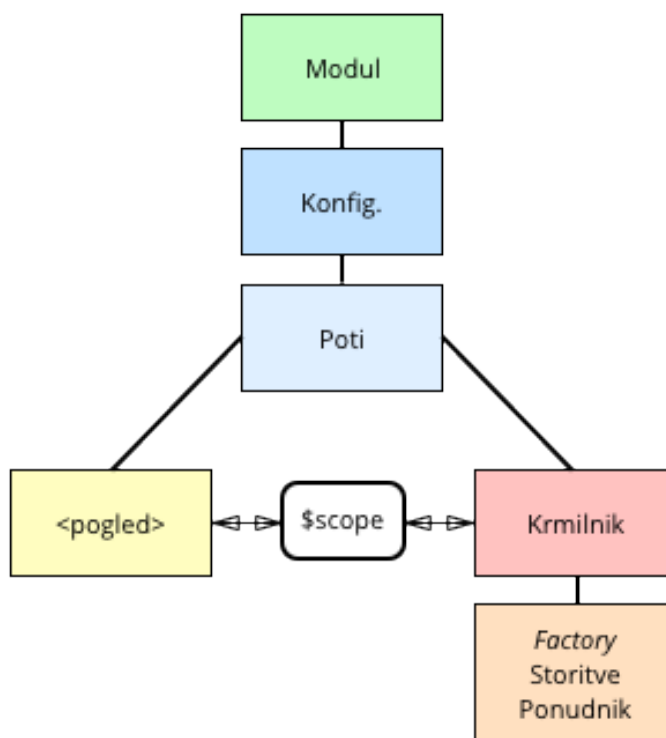 Modul
Konfig.
Poti
<pogled>
$scope
Krmilnik
Factory
Storitve
Ponudnik